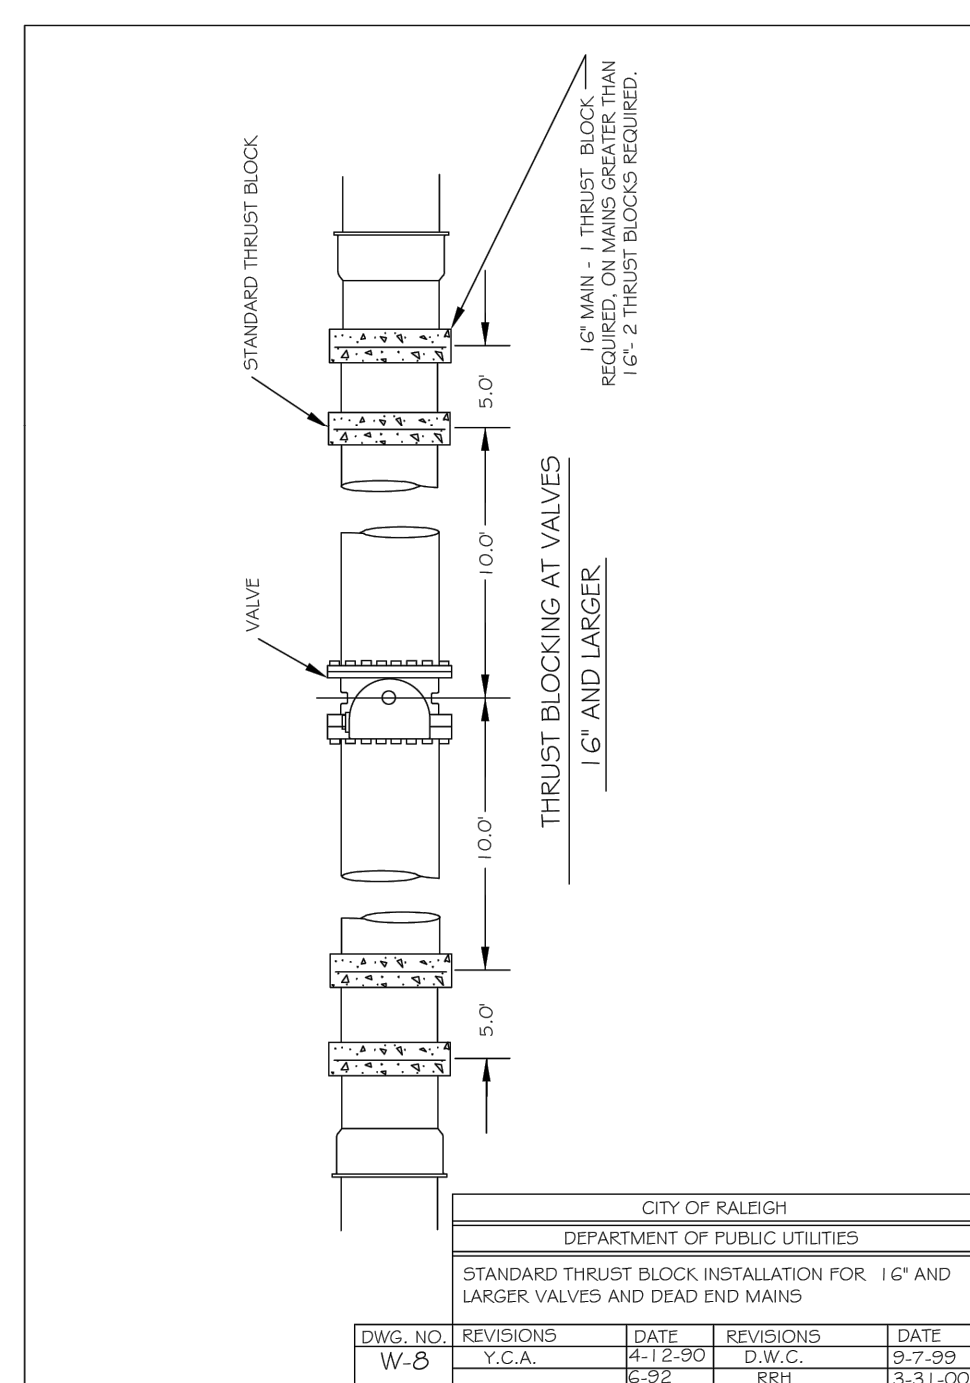 16" MAIN - 1 THRUST BLOCK
REQUIRED, ON MAINS GREATER THAN
16"- 2 THRUST BLOCKS REQUIRED.
STANDARD THRUST BLOCK
5.0'
10.0'
VALVE
THRUST BLOCKING AT VALVES
16" AND LARGER
10.0'
5.0'
CITY OF RALEIGH
DEPARTMENT OF PUBLIC UTILITIES
STANDARD THRUST BLOCK INSTALLATION FOR 16" AND
LARGER VALVES AND DEAD END MAINS
DWG. NO. REVISIONS DATE REVISIONS DATE
W-8 Y.C.A. 4-12-90 D.W.C. 9-7-99
6-92 RRH 3-31-00